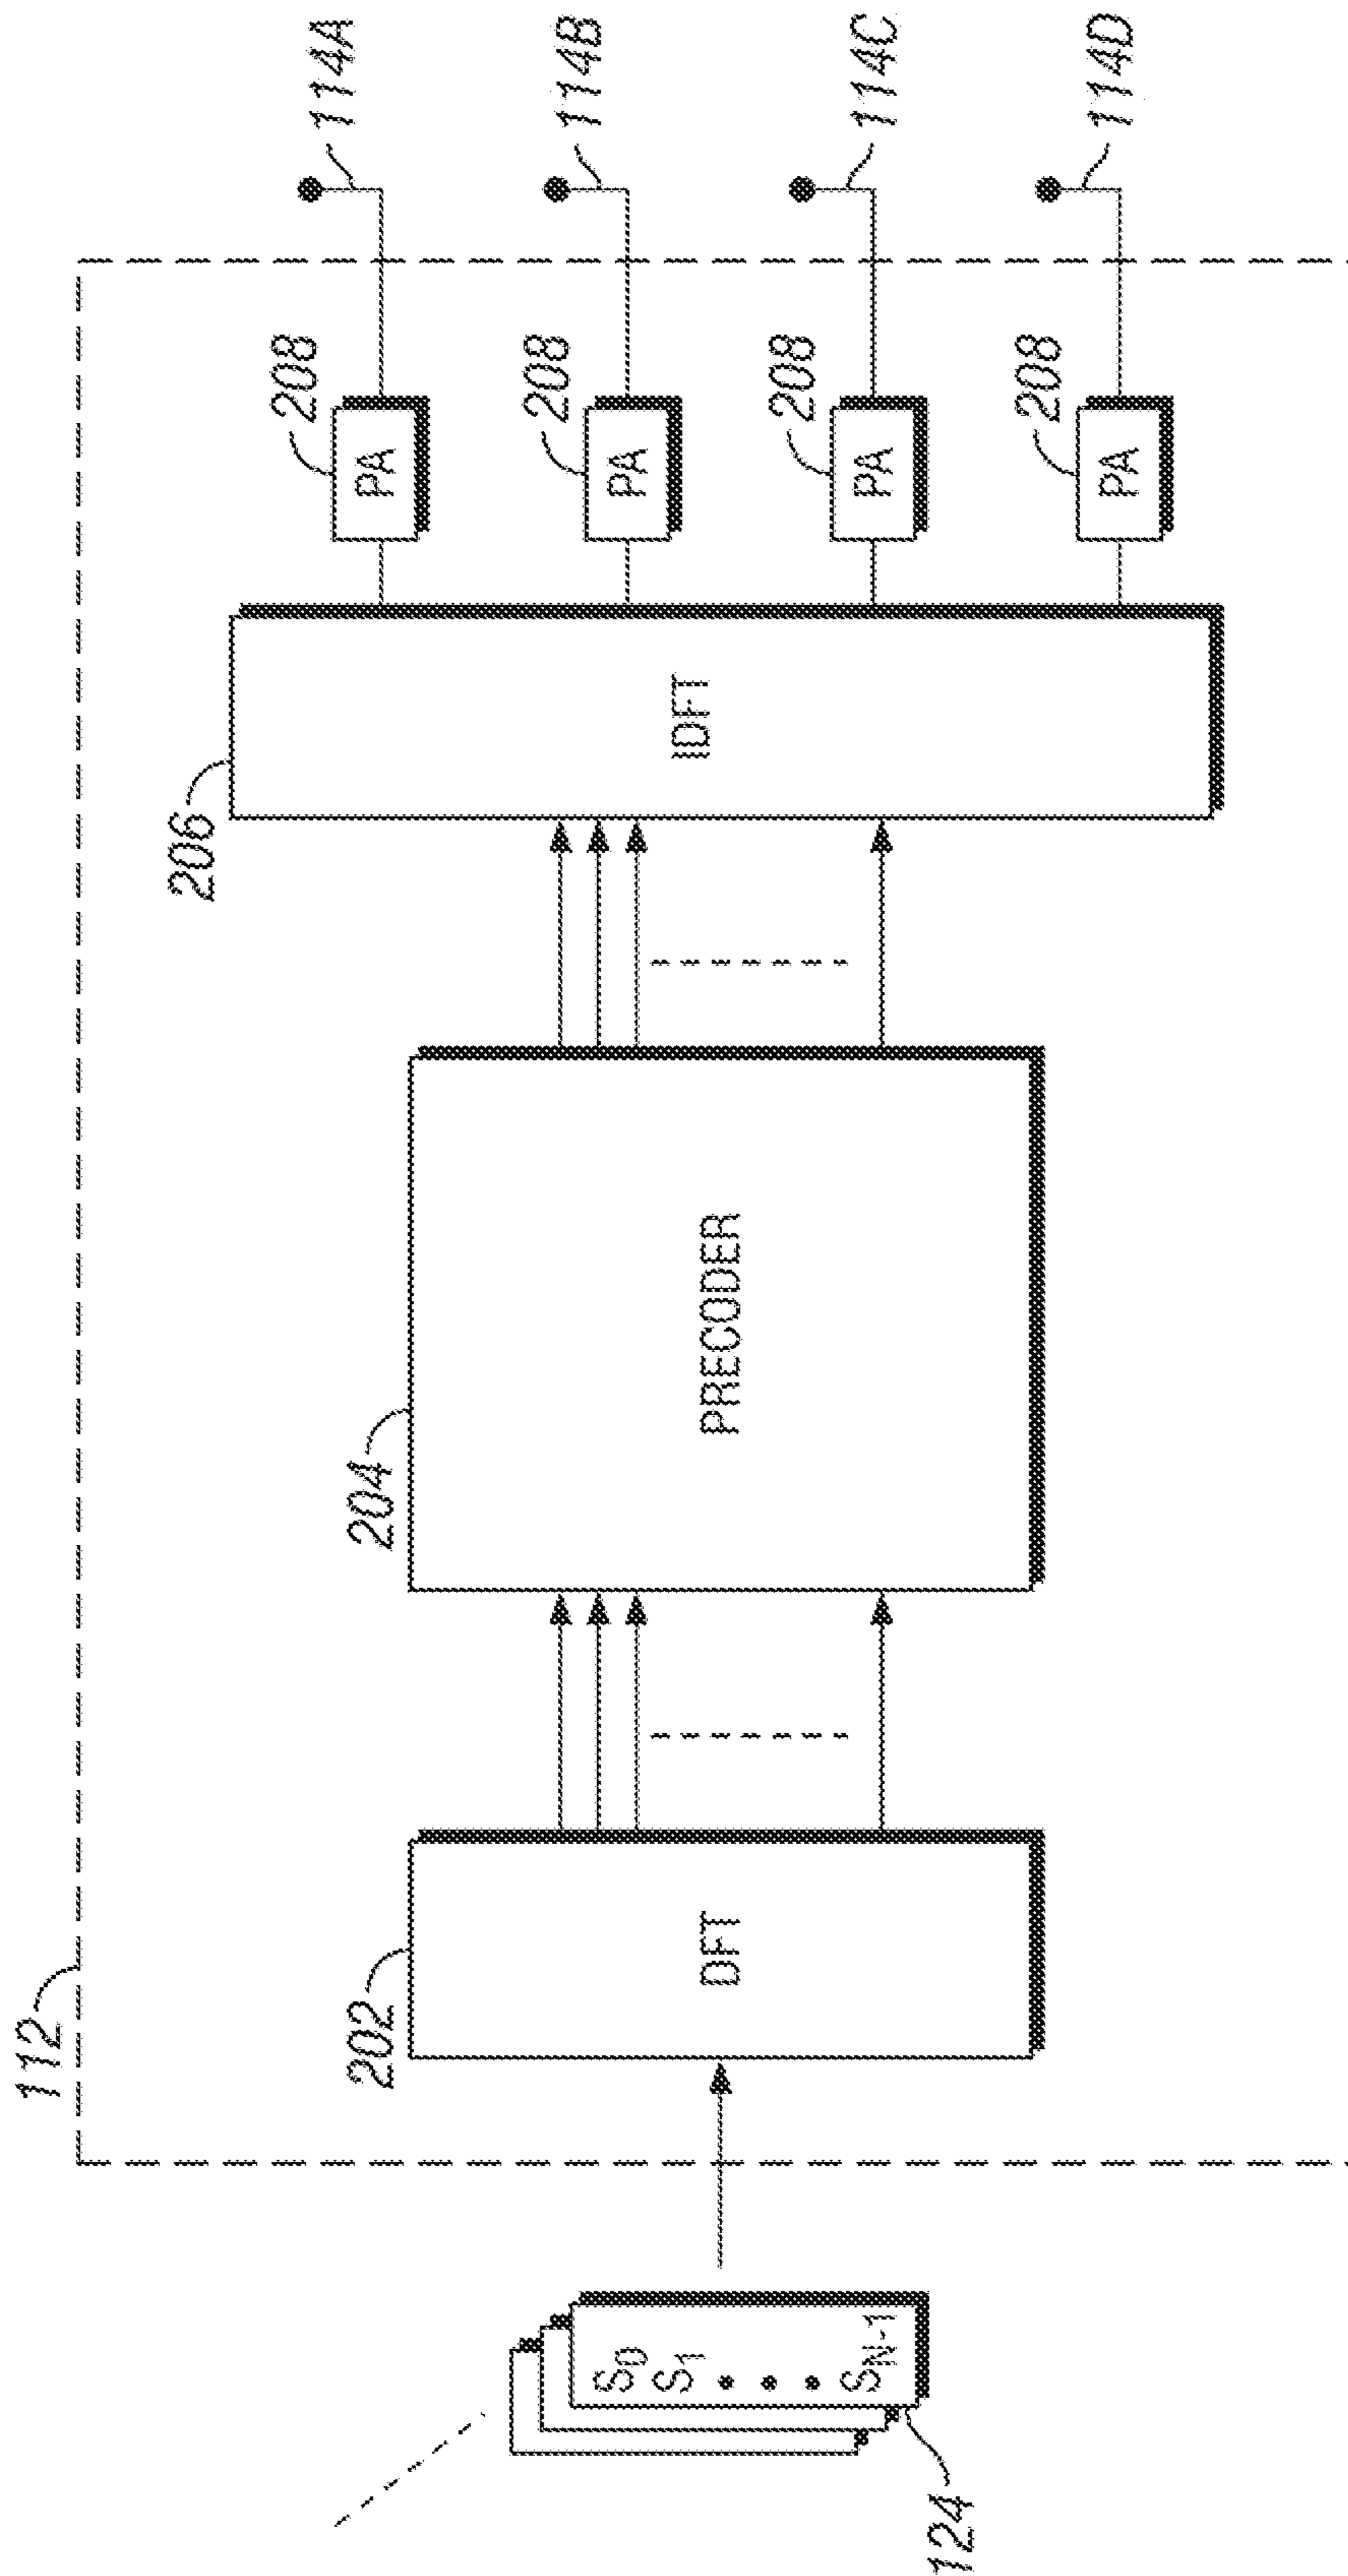 112
202
DFT
204
PRECODER
206
IDFT
208
PA
114A
208
PA
114B
208
PA
114C
208
PA
114D
S0
S1
SN-1
124